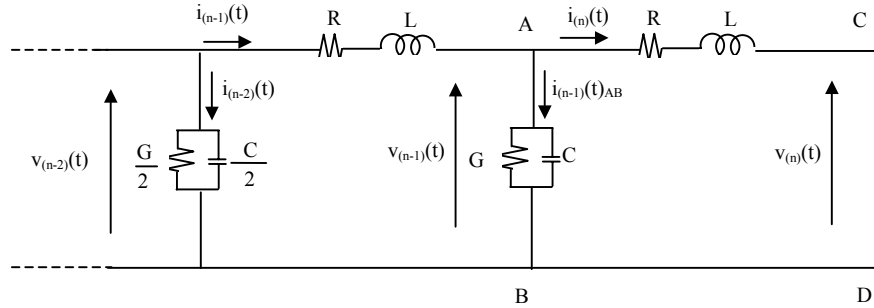 i(n-1)(t)
R
L
A
i(n)(t)
R
L
C
i(n-2)(t)
i(n-1)(t)AB
v(n-2)(t)
G
2
C
2
v(n-1)(t)
G
C
v(n)(t)
B
D